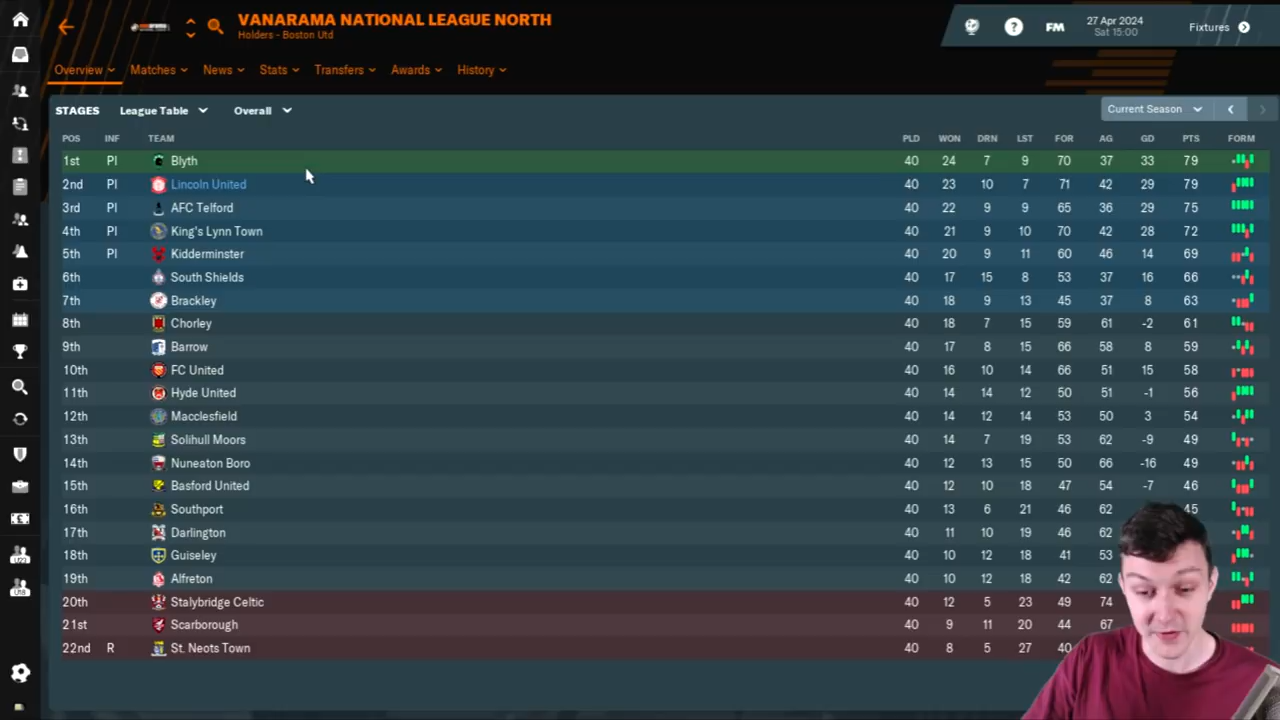 VANARAMA NATIONAL LEAGUE NORTH
Holders - Boston Utd
FM
27 Apr 2024
Sat 15:00
Fixtures
Overview Matches News Stats Transfers Awards History
STAGES League Table Overall Current Season
POS INF TEAM PLD WON DRN LST FOR AG GD PTS FORM
1st PI Blyth 40 24 7 9 70 37 33 79
2nd PI Lincoln United 40 23 10 7 71 42 29 79
3rd PI AFC Telford 40 22 9 9 65 36 29 75
4th PI King's Lynn Town 40 21 9 10 70 42 28 72
5th PI Kidderminster 40 20 9 11 60 46 14 69
6th South Shields 40 17 15 8 53 37 16 66
7th Brackley 40 18 9 13 45 37 8 63
8th Chorley 40 18 7 15 59 61 -2 61
9th Barrow 40 17 8 15 66 58 8 59
10th FC United 40 16 10 14 66 51 15 58
11th Hyde United 40 14 14 12 50 51 -1 56
12th Macclesfield 40 14 12 14 53 50 3 54
13th Solihull Moors 40 14 7 19 53 62 -9 49
14th Nuneaton Boro 40 12 13 15 50 66 -16 49
15th Basford United 40 12 10 18 47 54 -7 46
16th Southport 40 13 6 21 46 62 45
17th Darlington 40 11 10 19 46 62
18th Guiseley 40 10 12 18 41 53
19th Alfreton 40 10 12 18 42 62
20th Stalybridge Celtic 40 12 5 23 49 74
21st Scarborough 40 9 11 20 44 67
22nd R St. Neots Town 40 8 5 27 40